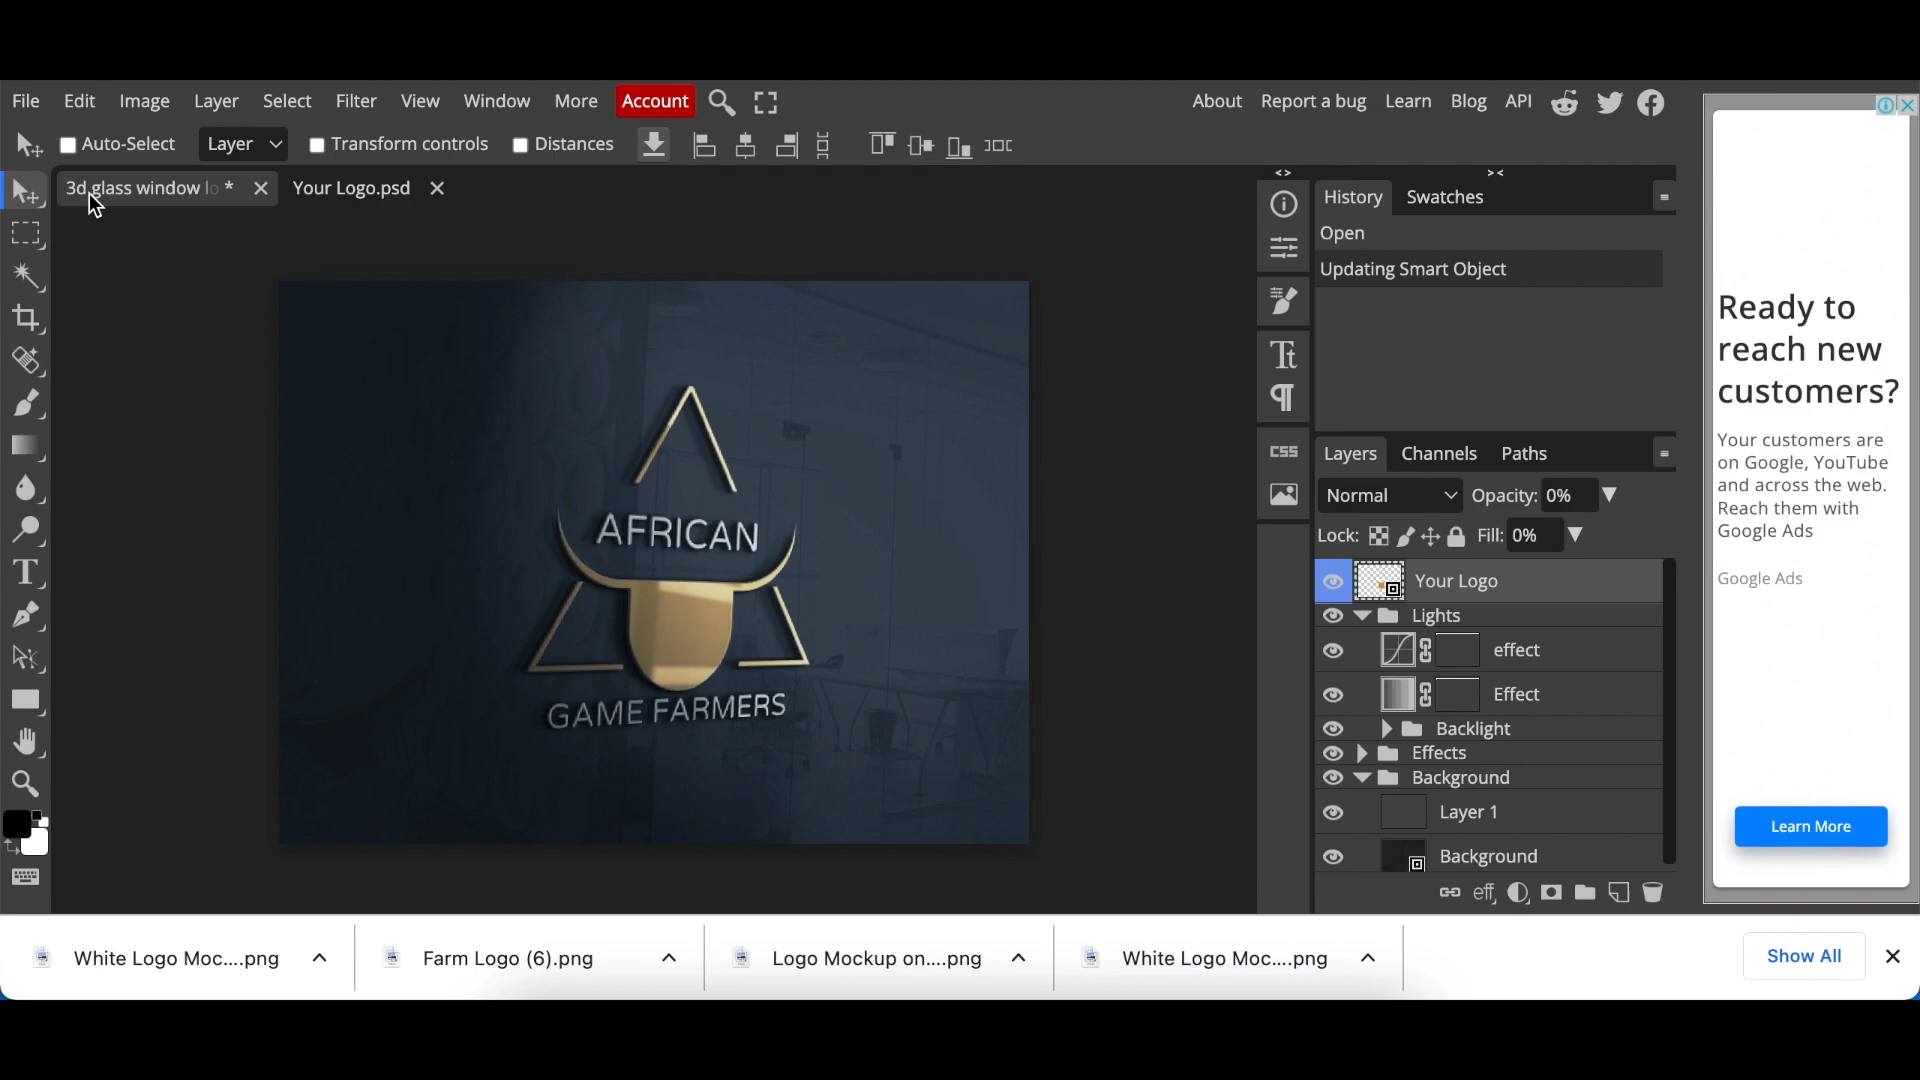 File Edit Image Layer Select Filter View Window More Account About Report a bug Learn Blog API
Auto-Select Layer Transform controls Distances
3d glass window lo * Your Logo.psd
History Swatches
Open
Updating Smart Object
Tt
CSS
Layers Channels Paths
Normal Opacity: 0%
Lock: Fill: 0%
Your Logo
Lights
effect
Effect
Backlight
Effects
Background
Layer 1
Background
eff
AFRICAN
GAME FARMERS
Ready to
reach new
customers?
Your customers are
on Google, YouTube
and across the web.
Reach them with
Google Ads
Google Ads
Learn More
White Logo Moc....png Farm Logo (6).png Logo Mockup on....png White Logo Moc....png Show All